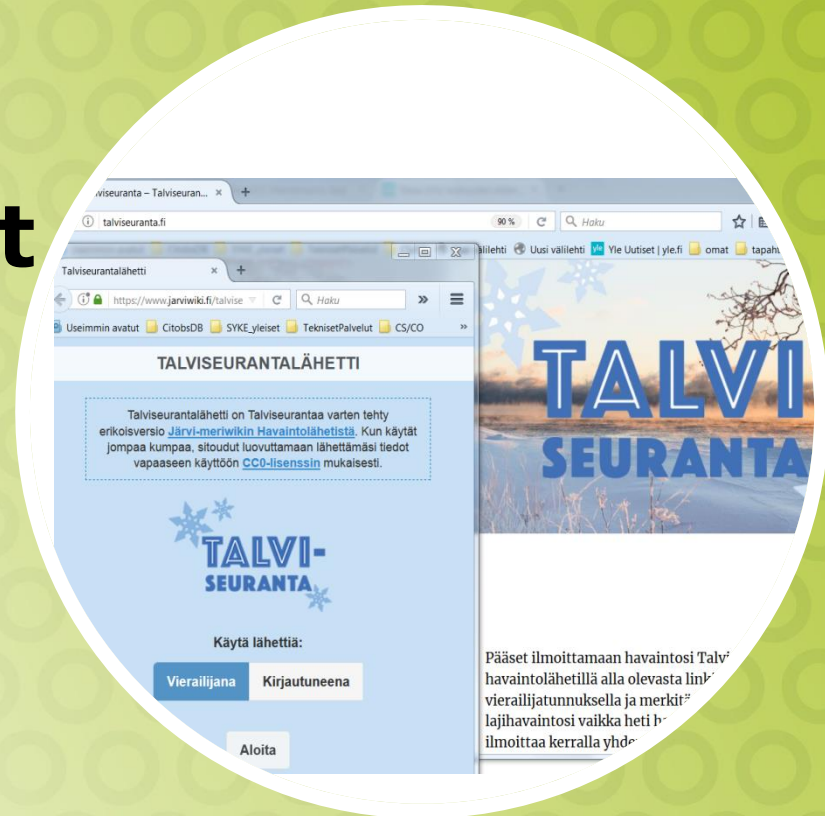 t
talviseuranta.fi
90 %
Haku
Talviseurantalähetti
Uusi välilehti
Yle Uutiset | yle.fi
omat
https://www.jarviwiki.fi/talvise
Haku
Useimmin avatut
CitobsDB
SYKE_yleiset
TeknisetPalvelut
CS/CO
TALVISEURANTALÄHETTI
Talviseurantalähetti on Talviseurantaa varten tehty
erikoisversio Järvi-meriwikin Havaintolähetistä. Kun käytät
jompaa kumpaa, sitoudut luovuttamaan lähettämäsi tiedot
vapaaseen käyttöön CC0-lisenssin mukaisesti.
TALVI-
SEURANTA
Käytä lähettiä:
Vierailijana
Kirjautuneena
Aloita
TALVI
SEURANTA
Pääset ilmoittamaan havaintosi
havaintolähetillä alla olevasta
vierailijatunnuksella ja
lajihavaintosi vaikka heti
ilmoittaa kerralla